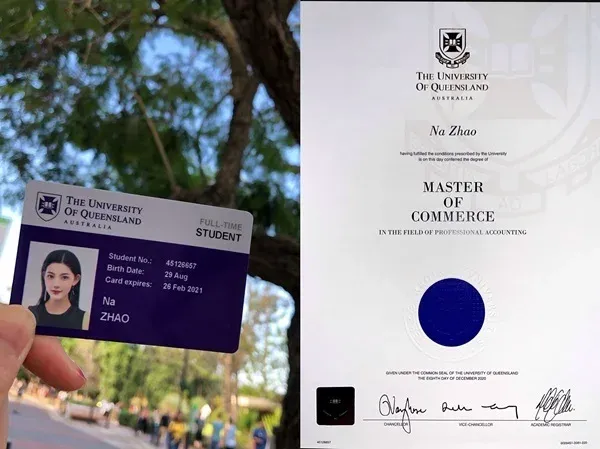 THE UNIVERSITY
OF QUEENSLAND
AUSTRALIA
FULL-TIME
STUDENT
Student No.: 45126657
Birth Date: 29 Aug
Card expires: 26 Feb 2021
Na
ZHAO
THE UNIVERSITY
OF QUEENSLAND
AUSTRALIA
Na Zhao
having fulfilled the conditions prescribed by the University
is on this day conferred the degree of
MASTER
OF
COMMERCE
IN THE FIELD OF PROFESSIONAL ACCOUNTING
GIVEN UNDER THE COMMON SEAL OF THE UNIVERSITY OF QUEENSLAND
THE EIGHTH DAY OF DECEMBER 2020
CHANCELLOR
VICE-CHANCELLOR
ACADEMIC REGISTRAR
45126657